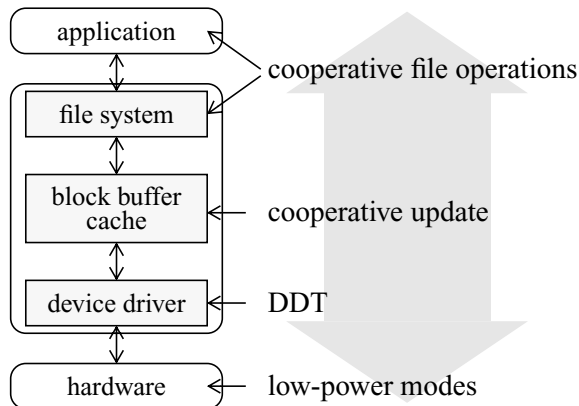 application
cooperative file operations
file system
block buffer
cache
cooperative update
device driver
DDT
hardware
low-power modes